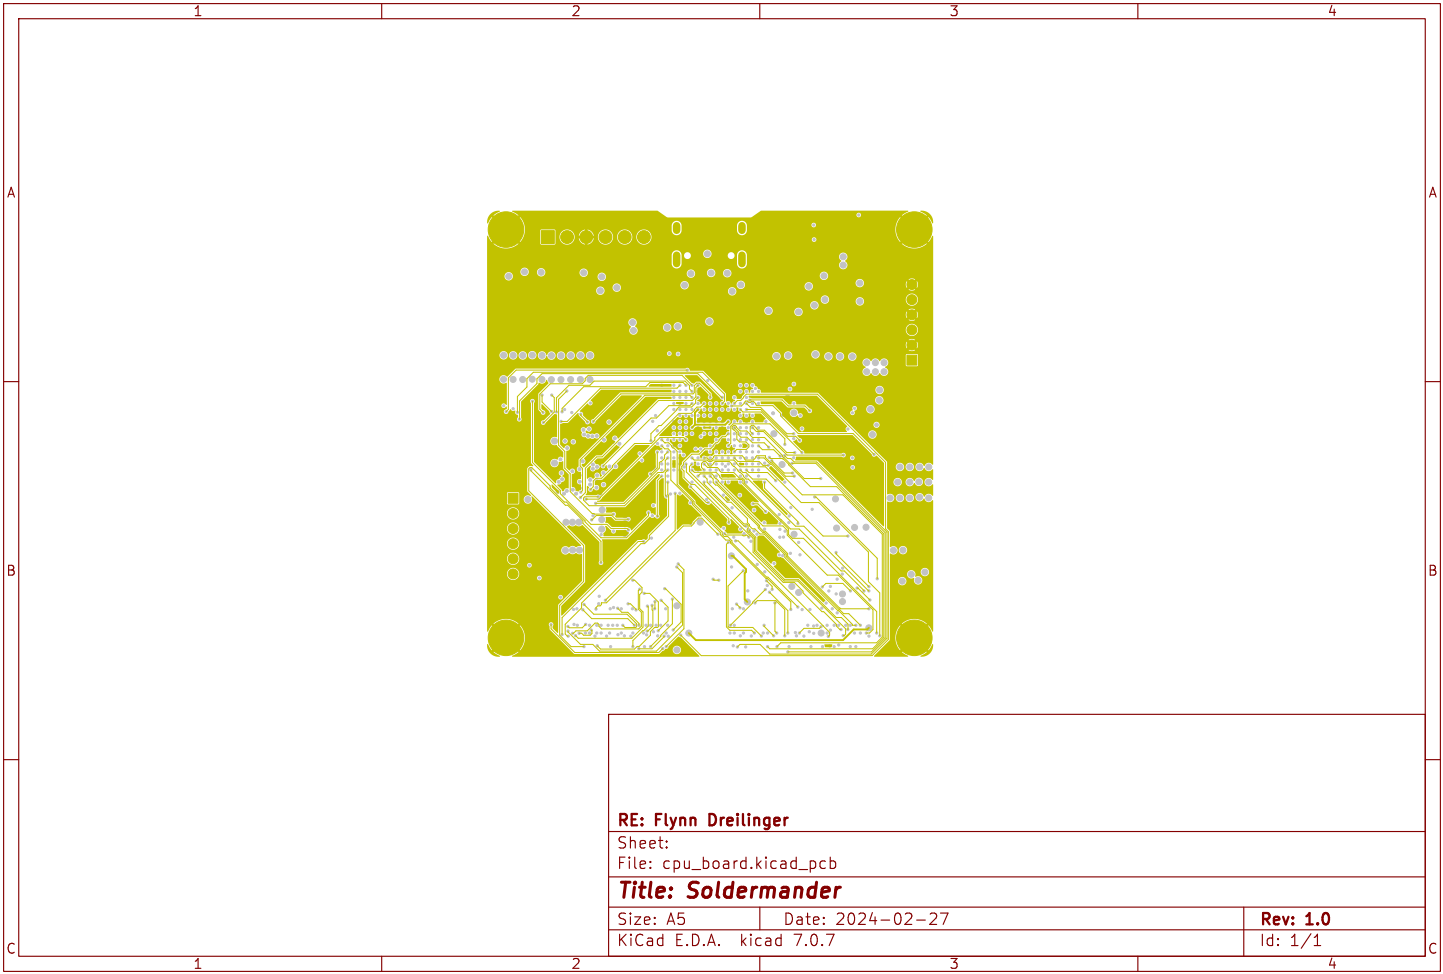 1 2 3 4
A A
B B
RE: Flynn Dreilinger
Sheet:
File: cpu_board.kicad_pcb
Title: Soldermander
Size: A5 Date: 2024-02-27 Rev: 1.0
KiCad E.D.A. kicad 7.0.7 Id: 1/1
C C
1 2 3 4